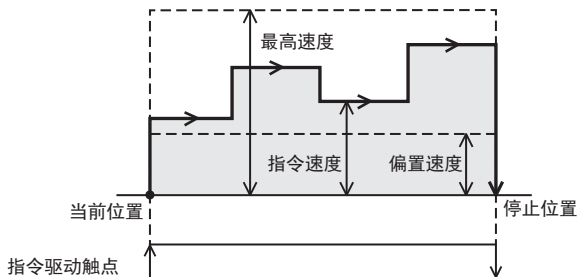 最高速度
指令速度
偏置速度
当前位置
停止位置
指令驱动触点